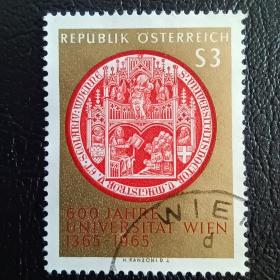 REPUBLIK ÖSTERREICH
S3
600 JAHRE
UNIVERSITÄT WIEN
1365-1965
WIE
d
H. RANZONI D. J.